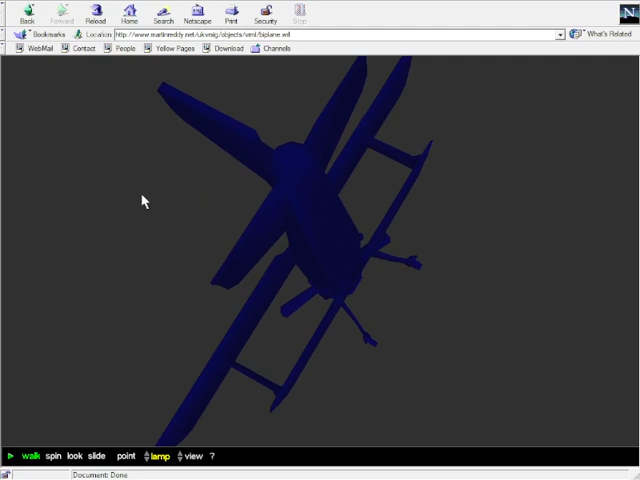 Back Forward Reload Home Search Netscape Print Security Stop
N
Bookmarks Location: http://www.martinreddy.net/ukvrsig/objects/vrml/biplane.wrl What's Related
WebMail Contact People Yellow Pages Download Channels
walk spin look slide point lamp view ?
Document: Done